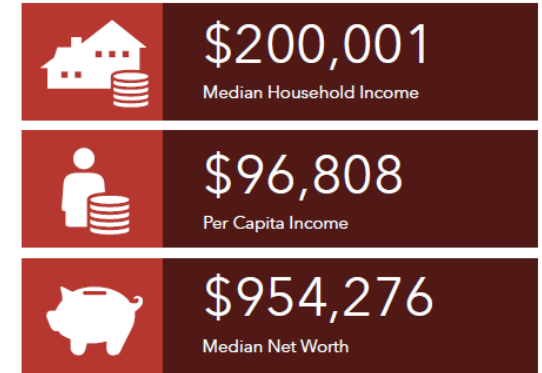 $200,001
Median Household Income
$96,808
Per Capita Income
$954,276
Median Net Worth